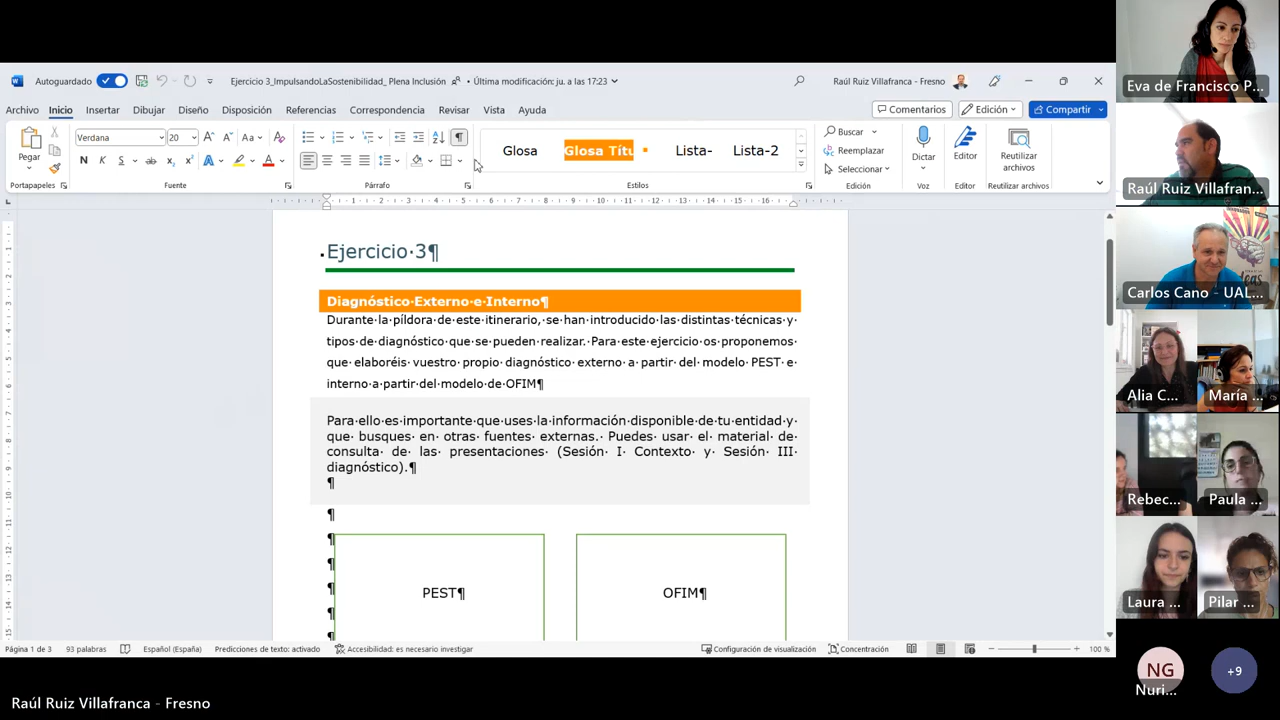 Autoguardado
Ejercicio 3_ImpulsandoLaSostenibilidad_ Plena Inclusión
• Última modificación: ju. a las 17:23
Raúl Ruiz Villafranca - Fresno
Archivo Inicio Insertar Dibujar Diseño Disposición Referencias Correspondencia Revisar Vista Ayuda
Comentarios Edición Compartir
Pegar
Verdana 20
Glosa Glosa Títu Lista- Lista-2
Buscar
Reemplazar
Seleccionar
Dictar Editor Reutilizar archivos
Portapapeles Fuente Párrafo Estilos Edición Voz Editor Reutilizar archivos
Ejercicio·3¶
Diagnóstico·Externo·e·Interno¶
Durante·la·píldora·de·este·itinerario,·se·han·introducido·las·distintas·técnicas·y·
tipos·de·diagnóstico·que·se·pueden·realizar.·Para·este·ejercicio·os·proponemos·
que·elaboréis·vuestro·propio·diagnóstico·externo·a·partir·del·modelo·PEST·e·
interno·a·partir·del·modelo·de·OFIM¶
Para·ello·es·importante·que·uses·la·información·disponible·de·tu·entidad·y·
que·busques·en·otras·fuentes·externas.·Puedes·usar·el·material·de·
consulta·de·las·presentaciones·(Sesión·I·Contexto·y·Sesión·III·
diagnóstico).¶
PEST¶
OFIM¶
Página 1 de 3 93 palabras Español (España) Predicciones de texto: activado Accesibilidad: es necesario investigar
Configuración de visualización Concentración 100 %
Eva de Francisco P...
Raúl Ruiz Villafran...
Carlos Cano - UAL...
Alia C... María ...
Rebec... Paula ...
Laura ... Pilar ...
NG
Nuri...
+9
Raúl Ruiz Villafranca - Fresno